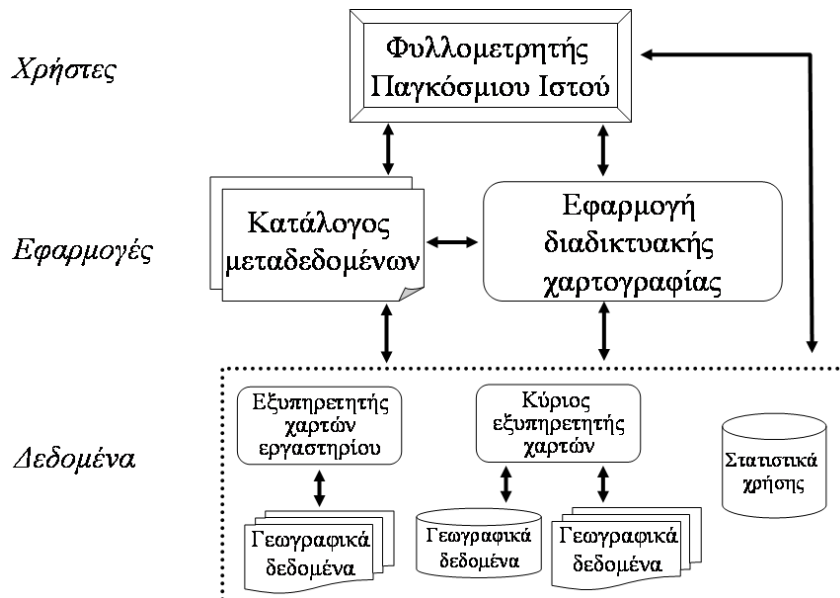 Χρήστες
Φυλλομετρητής
Παγκόσμιου Ιστού
Εφαρμογές
Κατάλογος
μεταδεδομένων
Εφαρμογή
διαδικτυακής
χαρτογραφίας
Δεδομένα
Εξυπηρετητής
χαρτών
εργαστηρίου
Κύριος
εξυπηρετητής
χαρτών
Στατιστικά
χρήσης
Γεωγραφικά
δεδομένα
Γεωγραφικά
δεδομένα
Γεωγραφικά
δεδομένα